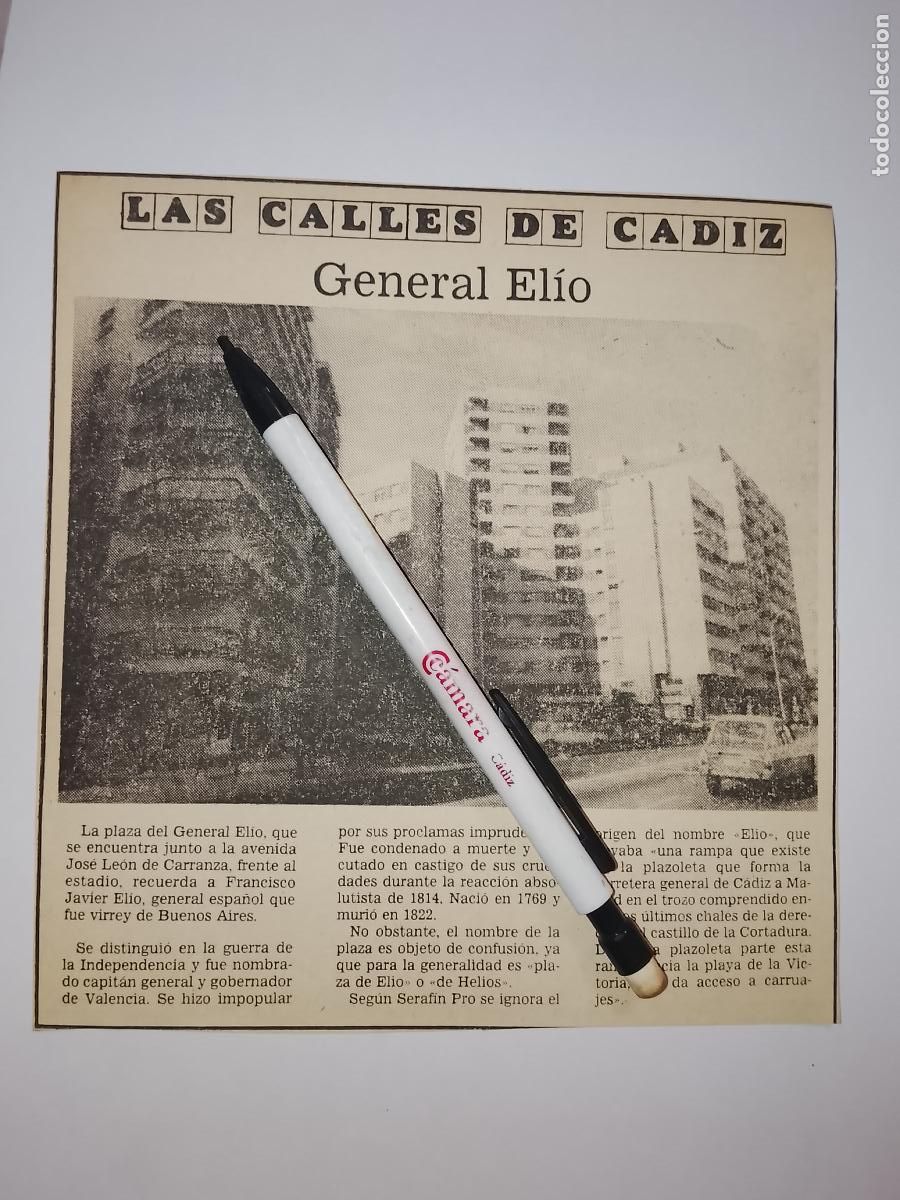 todocoleccion
LAS CALLES DE CADIZ
General Elío
La plaza del General Elío, que
se encuentra junto a la avenida
José León de Carranza, frente al
estadio, recuerda a Francisco
Javier Elío, general español que
fue virrey de Buenos Aires.
Se distinguió en la guerra de
la Independencia y fue nombra-
do capitán general y gobernador
de Valencia. Se hizo impopular
por sus proclamas
Fue condenado a muerte y
cutado en castigo de sus
dades durante la reacción abso-
lutista de 1814. Nació en 1769 y
murió en 1822.
No obstante, el nombre de la
plaza es objeto de confusión, ya
que para la generalidad es «pla-
za de Elio» o «de Helios».
Según Serafín Pro se ignora el
origen del nombre «Elio», que
«una rampa que existe
la plazoleta que forma la
general de Cádiz a Ma-
en el trozo comprendido en-
últimos chales de la dere-
castillo de la Cortadura.
plazoleta parte esta
la playa de la Vic-
toria, da acceso a carrua-
jes».
Cámara
Cádiz